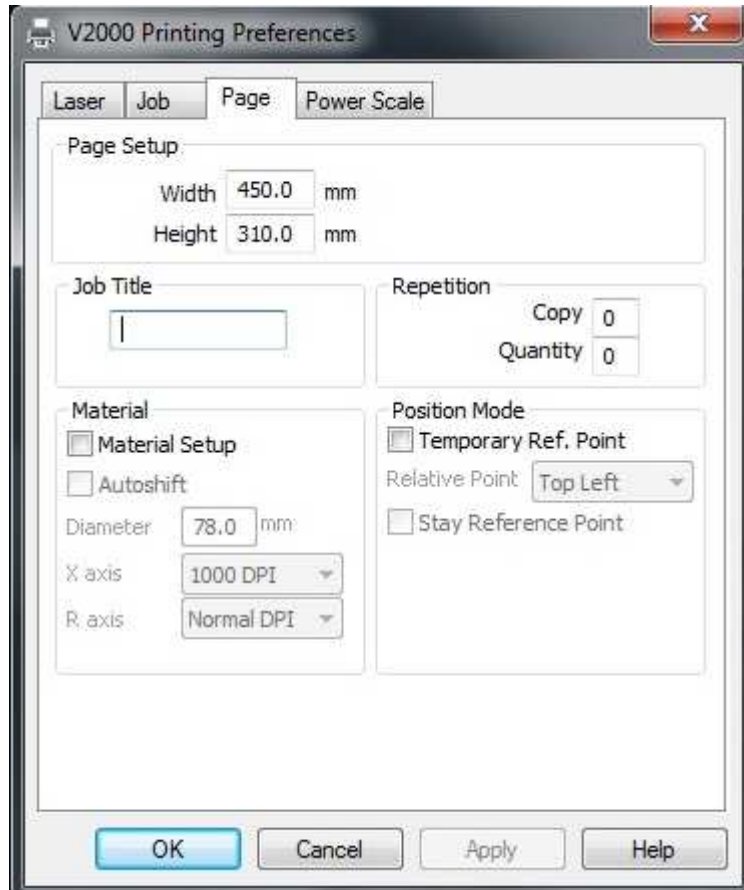 V2000 Printing Preferences
x
Laser Job Page Power Scale
Page Setup
Width 450.0 mm
Height 310.0 mm
Job Title
Repetition
Copy 0
Quantity 0
Material
Material Setup
Autoshift
Diameter 78.0 mm
X axis 1000 DPI
R axis Normal DPI
Position Mode
Temporary Ref. Point
Relative Point Top Left
Stay Reference Point
OK Cancel Apply Help